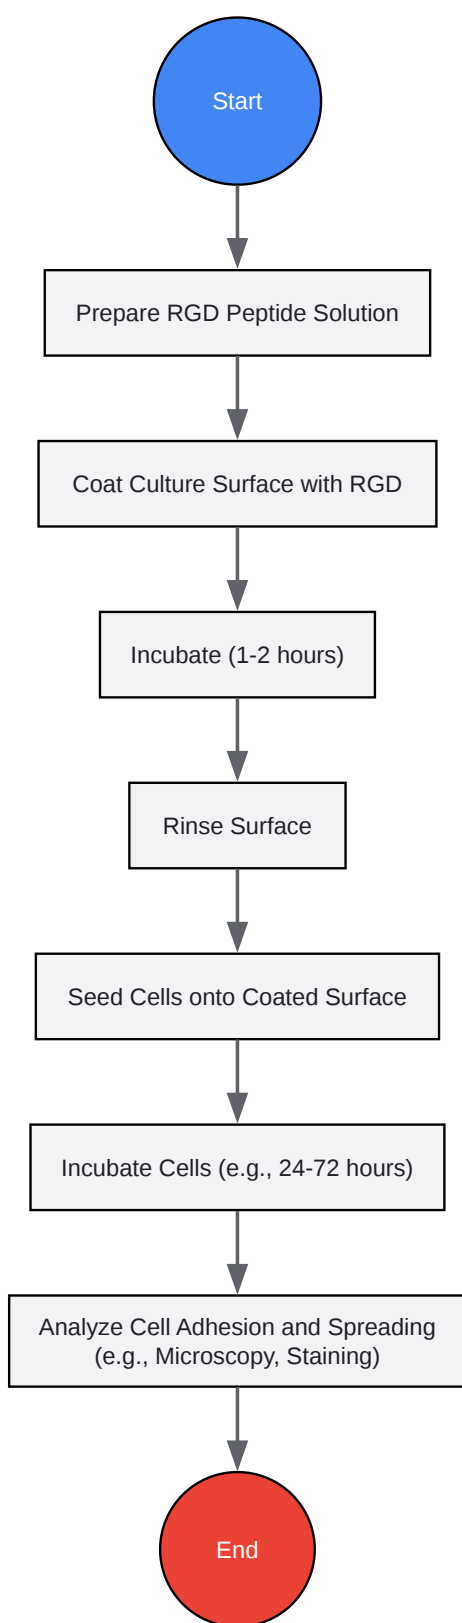 Start
Prepare RGD Peptide Solution
Coat Culture Surface with RGD
Incubate (1-2 hours)
Rinse Surface
Seed Cells onto Coated Surface
Incubate Cells (e.g., 24-72 hours)
Analyze Cell Adhesion and Spreading
(e.g., Microscopy, Staining)
End